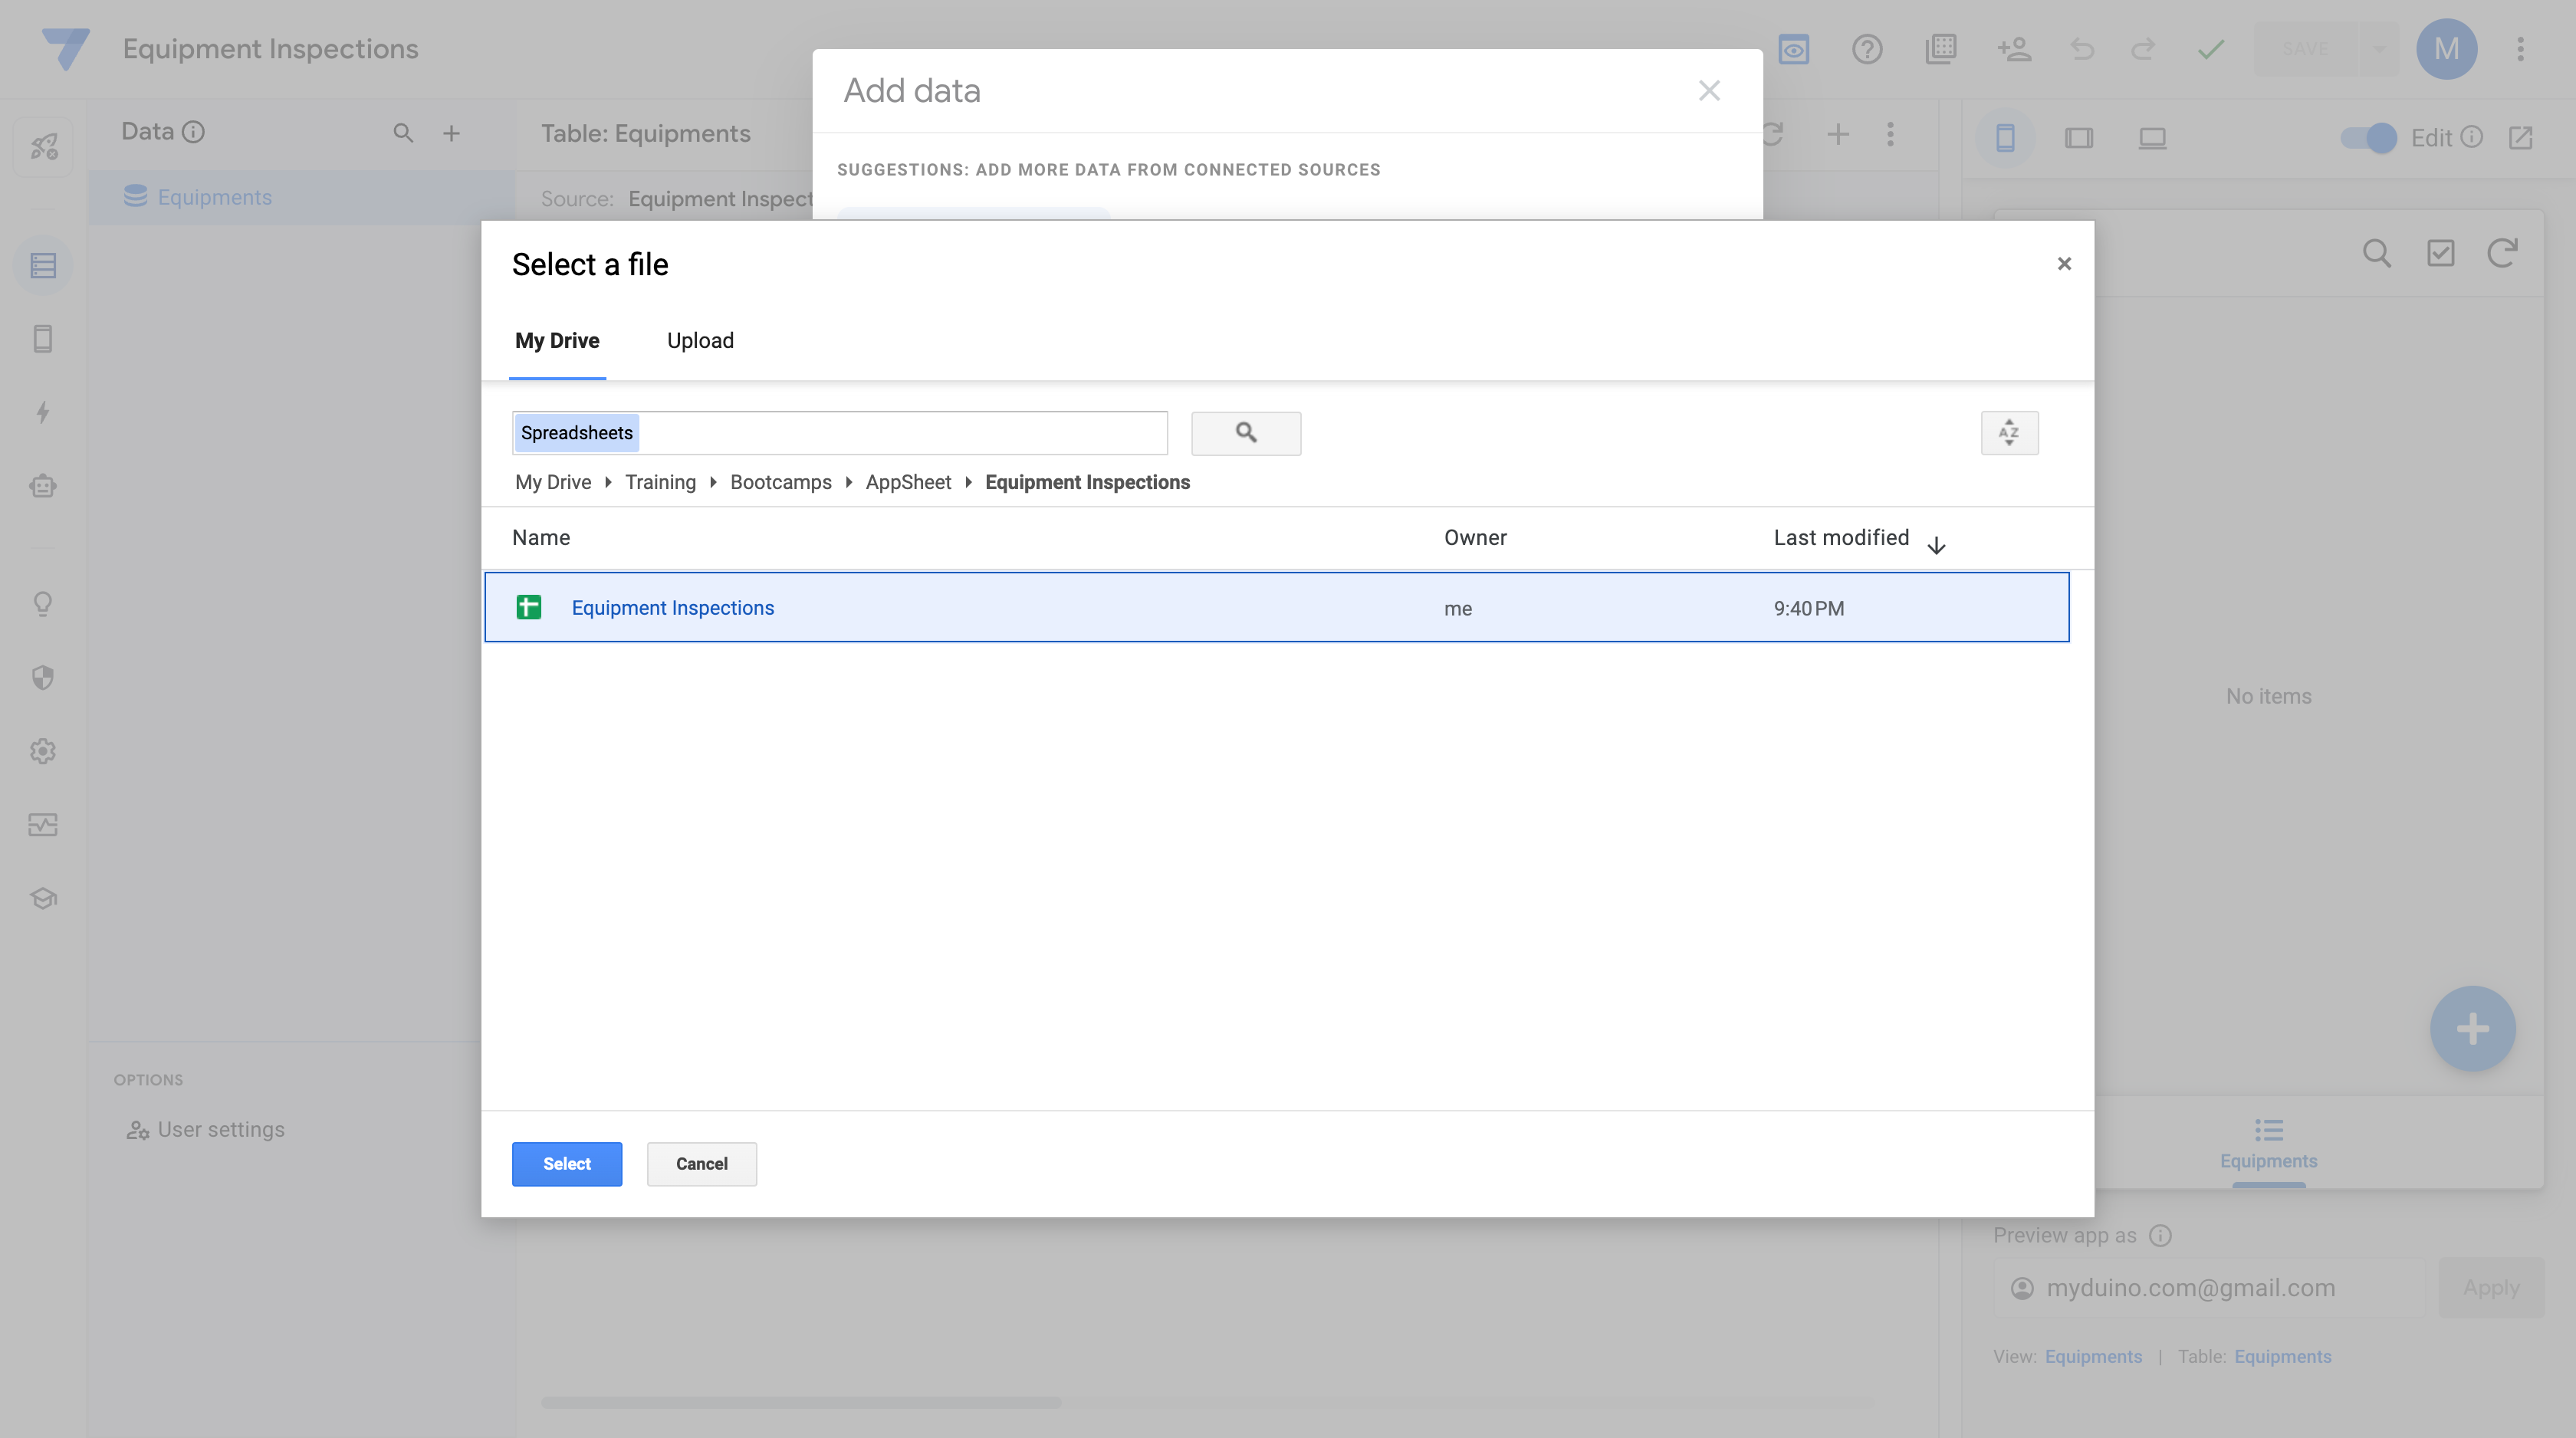 Equipment Inspections
SAVE
M
Add data
Data
Table: Equipments
Edit
SUGGESTIONS: ADD MORE DATA FROM CONNECTED SOURCES
Equipments
Source: Equipment Inspect
Select a file
My Drive
Upload
Spreadsheets
AZ
My Drive Training Bootcamps AppSheet Equipment Inspections
Name
Owner
Last modified
Equipment Inspections
me
9:40 PM
No items
OPTIONS
User settings
Select
Cancel
Equipments
Preview app as
myduino.com@gmail.com
Apply
View: Equipments | Table: Equipments